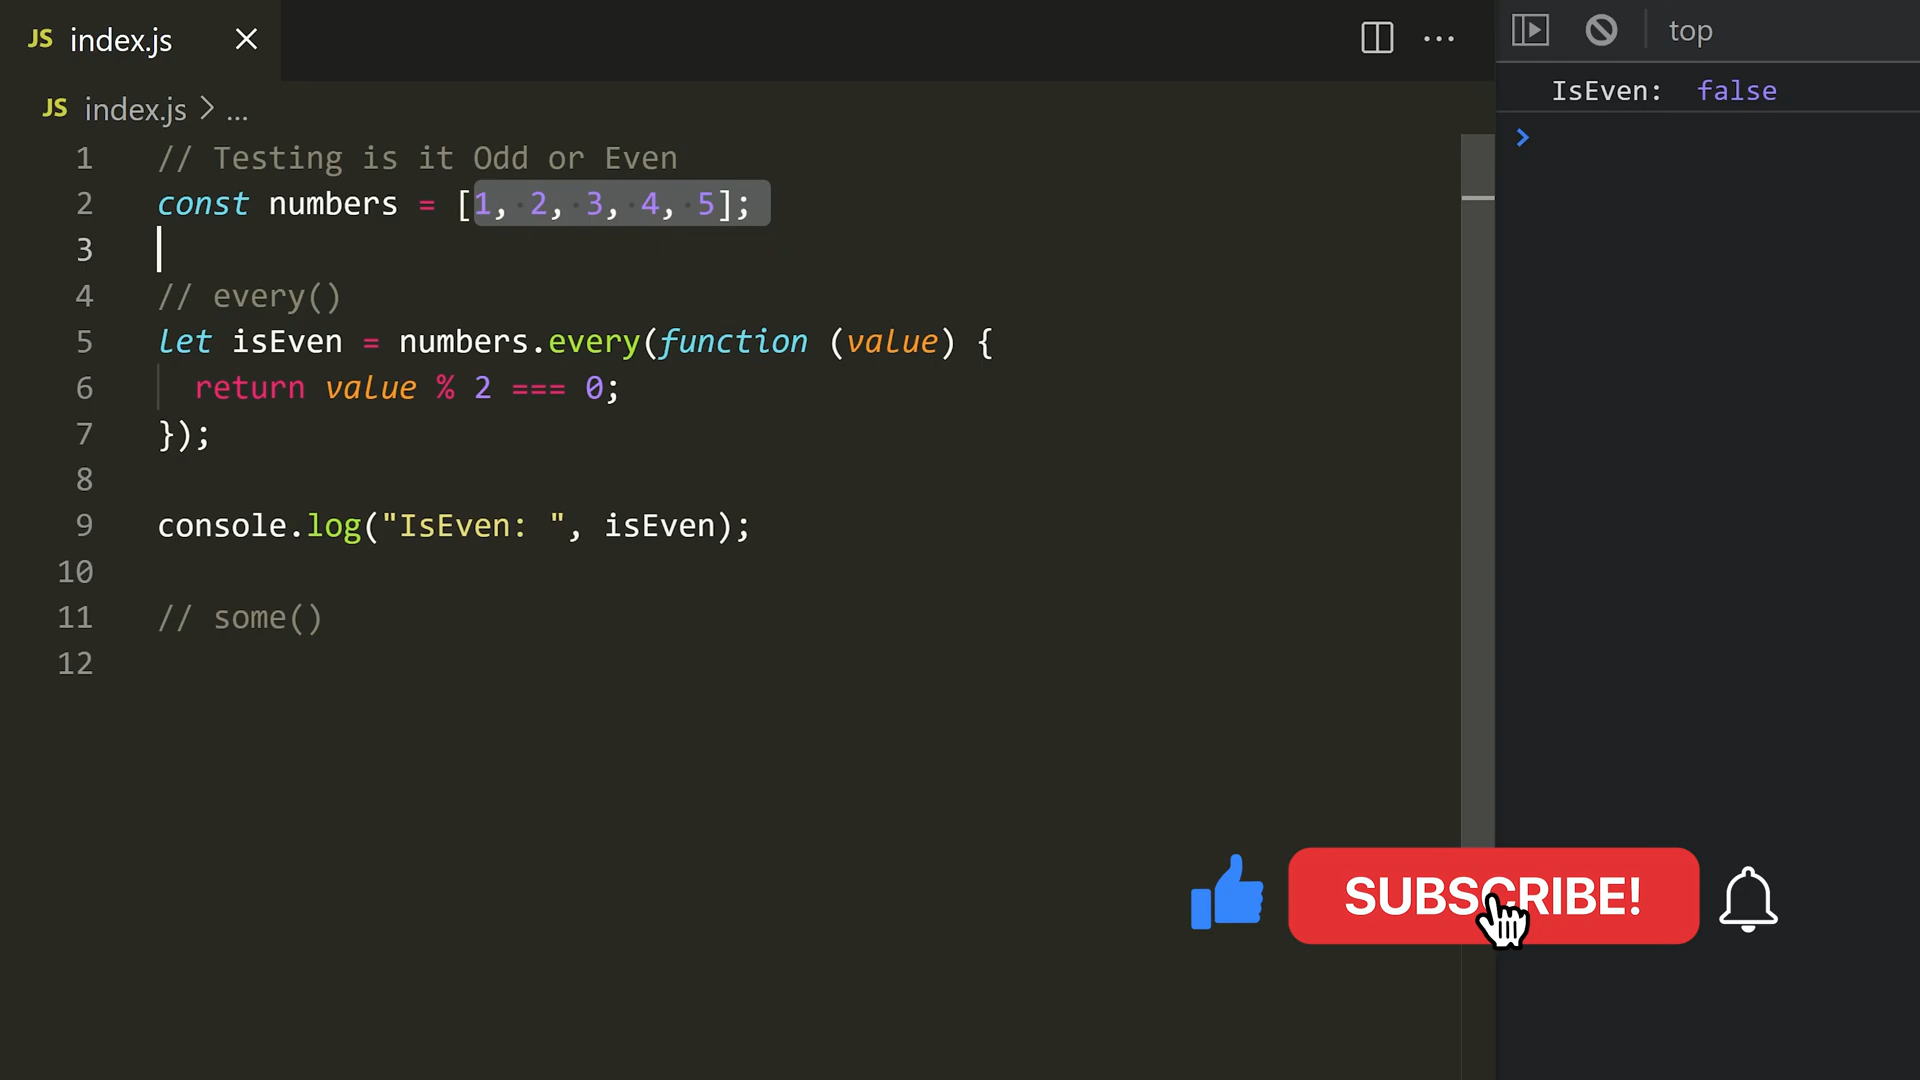 JS index.js
top
JS index.js > ...
IsEven: false
1 // Testing is it Odd or Even
2 const numbers = [1, 2, 3, 4, 5];
3
4 // every()
5 let isEven = numbers.every(function (value) {
6 return value % 2 === 0;
7 });
8
9 console.log("IsEven: ", isEven);
10
11 // some()
12
SUBSCRIBE!